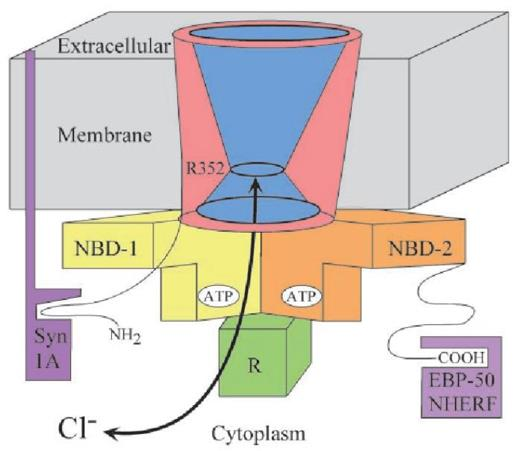 Extracellular
Membrane
R352
NBD-1
NBD-2
ATP
ATP
Syn
1A
NH₂
R
COOH
EBP-50
NHERF
Cl⁻
Cytoplasm